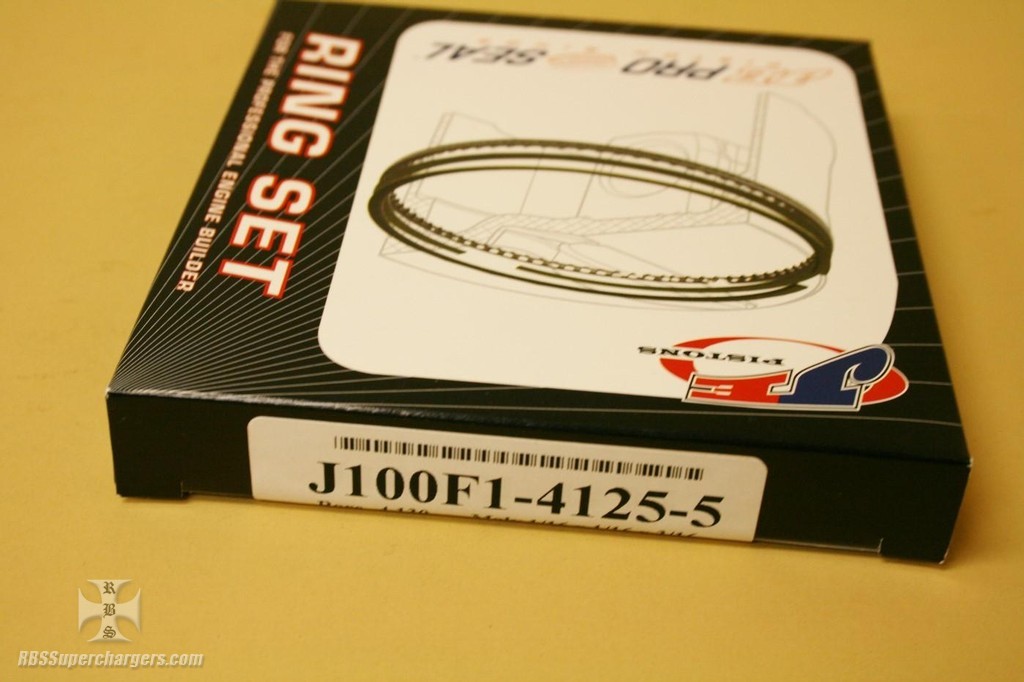 RING SET
FOR THE PROFESSIONAL ENGINE BUILDER
JE PRO SEAL
JE
PISTONS
J100F1-4125-5
RBS
RBSSuperchargers.com